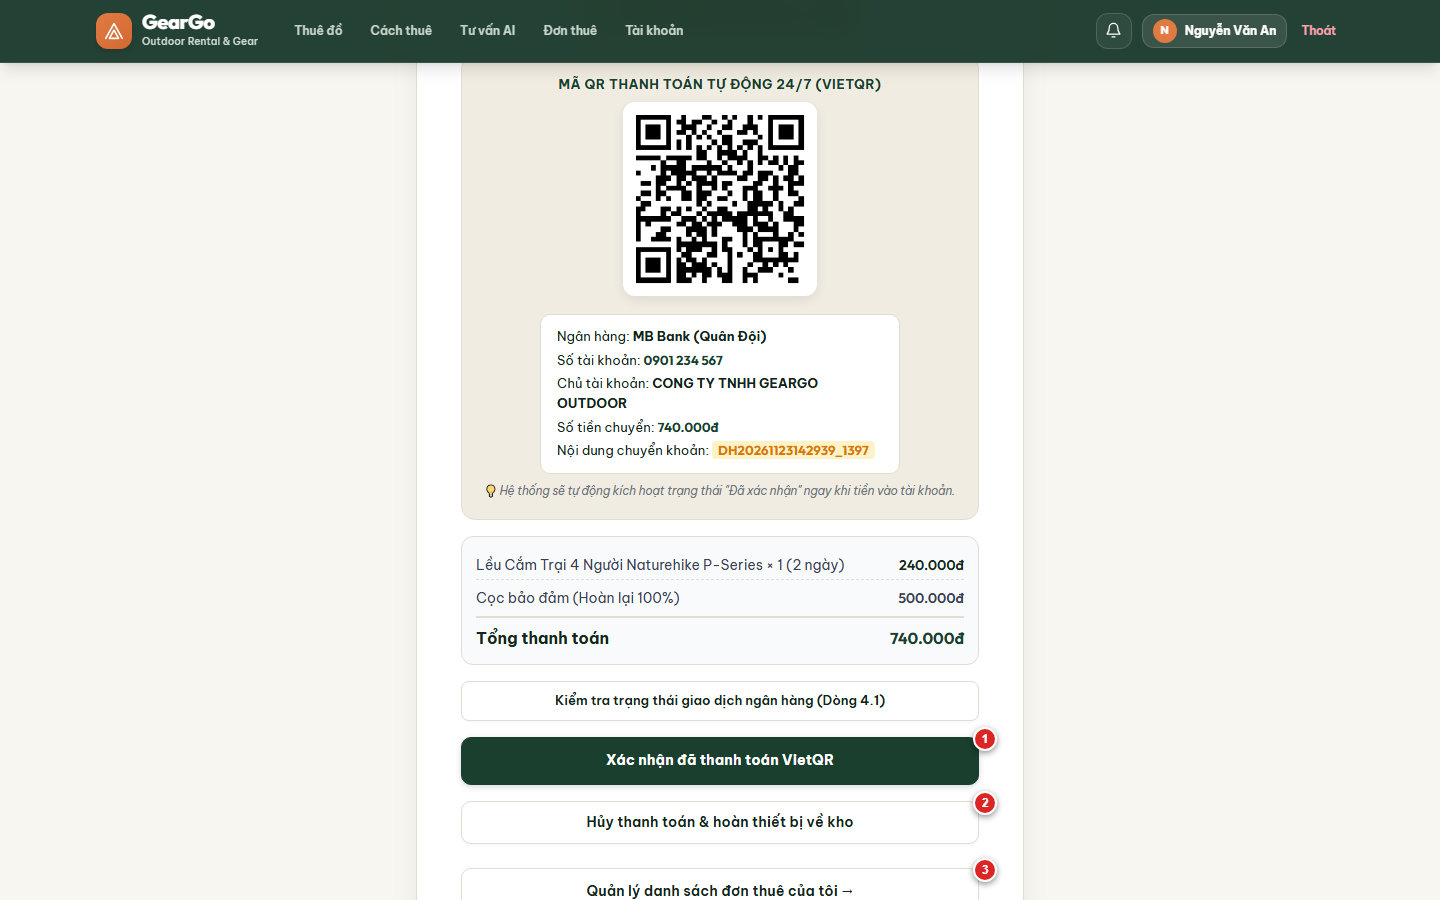 GearGo
Outdoor Rental & Gear
Thuê đồ
Cách thuê
Tư vấn AI
Đơn thuê
Tài khoản
N
Nguyễn Văn An
Thoát
MÃ QR THANH TOÁN TỰ ĐỘNG 24/7 (VIETQR)
Ngân hàng: MB Bank (Quân Đội)
Số tài khoản: 0901 234 567
Chủ tài khoản: CONG TY TNHH GEARGO
OUTDOOR
Số tiền chuyển: 740.000đ
Nội dung chuyển khoản: DH20261123142939_1397
Hệ thống sẽ tự động kích hoạt trạng thái "Đã xác nhận" ngay khi tiền vào tài khoản.
Lều Cắm Trại 4 Người Naturehike P-Series × 1 (2 ngày) 240.000đ
Cọc bảo đảm (Hoàn lại 100%) 500.000đ
Tổng thanh toán 740.000đ
Kiểm tra trạng thái giao dịch ngân hàng (Dòng 4.1)
1
Xác nhận đã thanh toán VietQR
2
Hủy thanh toán & hoàn thiết bị về kho
3
Quản lý danh sách đơn thuê của tôi →